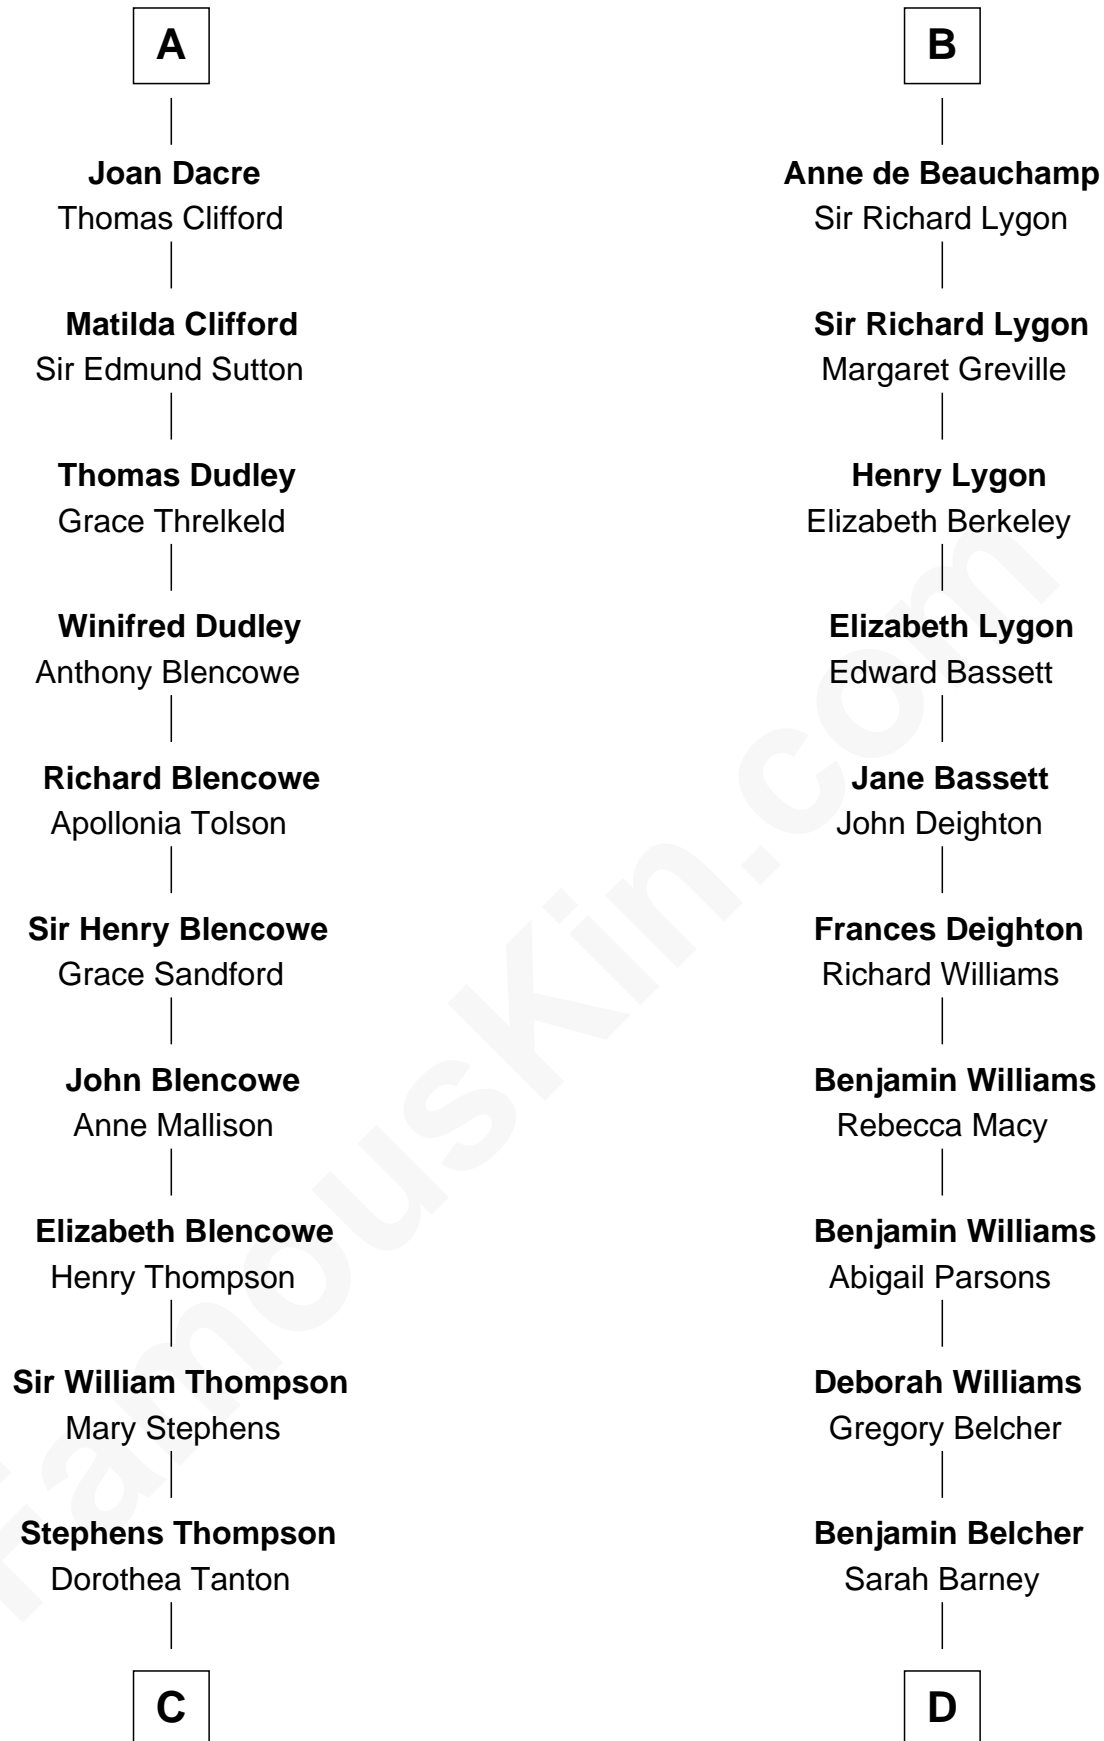 A
Joan Dacre
Thomas Clifford
Matilda Clifford
Sir Edmund Sutton
Thomas Dudley
Grace Threlkeld
Winifred Dudley
Anthony Blencowe
Richard Blencowe
Apollonia Tolson
Sir Henry Blencowe
Grace Sandford
John Blencowe
Anne Mallison
Elizabeth Blencowe
Henry Thompson
Sir William Thompson
Mary Stephens
Stephens Thompson
Dorothea Tanton
C
B
Anne de Beauchamp
Sir Richard Lygon
Sir Richard Lygon
Margaret Greville
Henry Lygon
Elizabeth Berkeley
Elizabeth Lygon
Edward Bassett
Jane Bassett
John Deighton
Frances Deighton
Richard Williams
Benjamin Williams
Rebecca Macy
Benjamin Williams
Abigail Parsons
Deborah Williams
Gregory Belcher
Benjamin Belcher
Sarah Barney
D
FamousKin.com